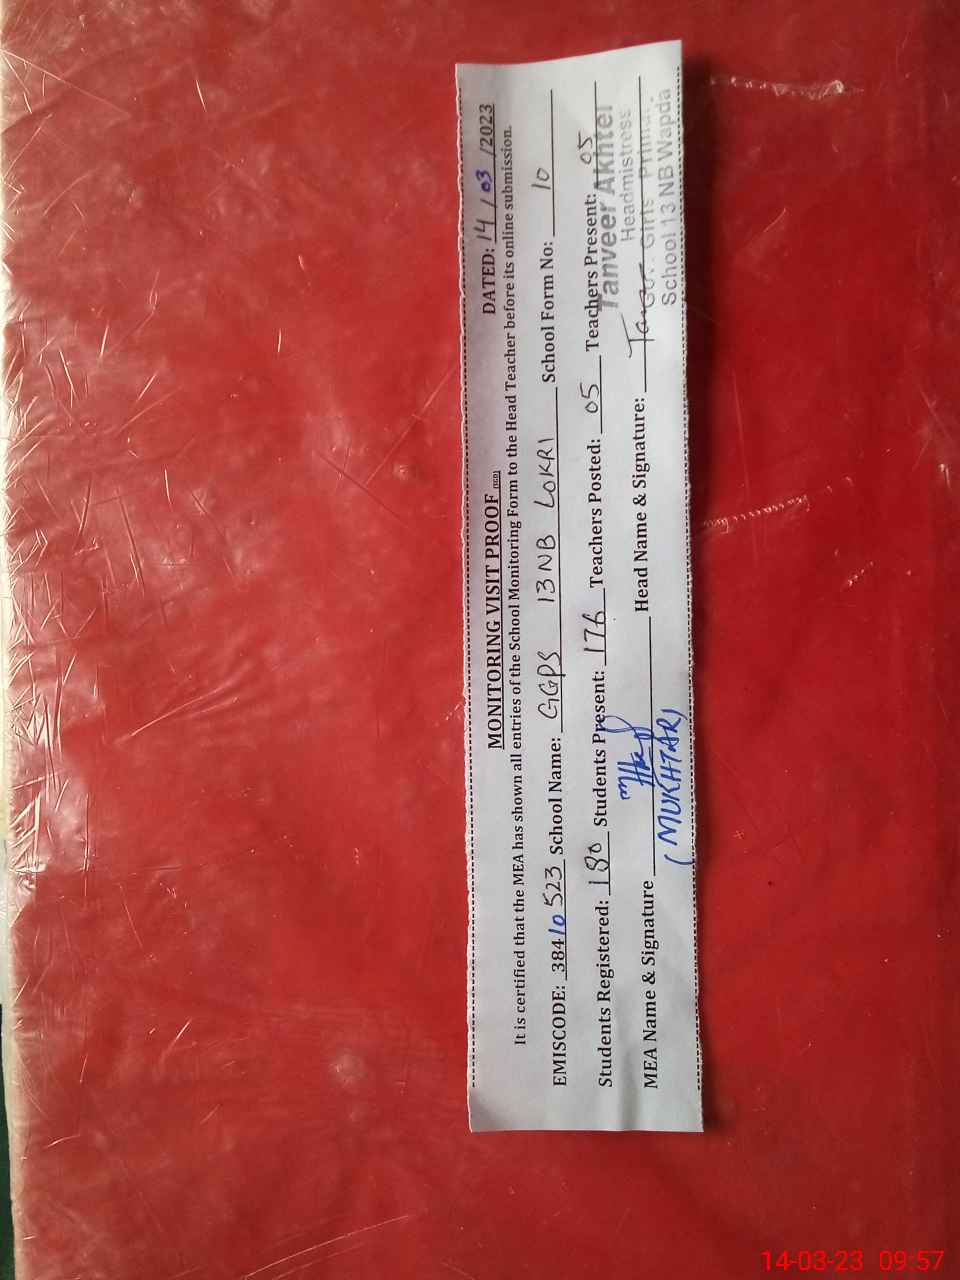 MONITORING VISIT PROOF DATED: 14/03/2023
It is certified that the MEA has shown all entries of the School Monitoring Form to the Head Teacher before its online submission.
EMISCODE: 38410523 School Name: GGPS 13NB LOKRI School Form No: 10
Students Registered: 180 Students Present: 176 Teachers Posted: 05 Teachers Present: 05
MEA Name & Signature Head Name & Signature:
(MUKHTAR)
Tanveer Akhter
Headmistress
Govt. Girls Primary
School 13 NB Wapda
14-03-23 09:57